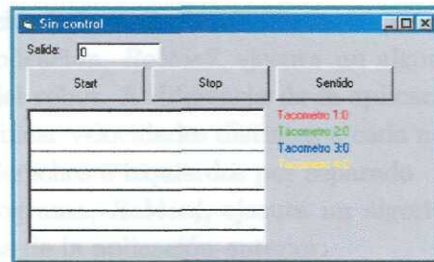 Sin control
Salida: 0
Start Stop Sentido
Tacometro 1:0
Tacometro 2:0
Tacometro 3:0
Tacometro 4:0